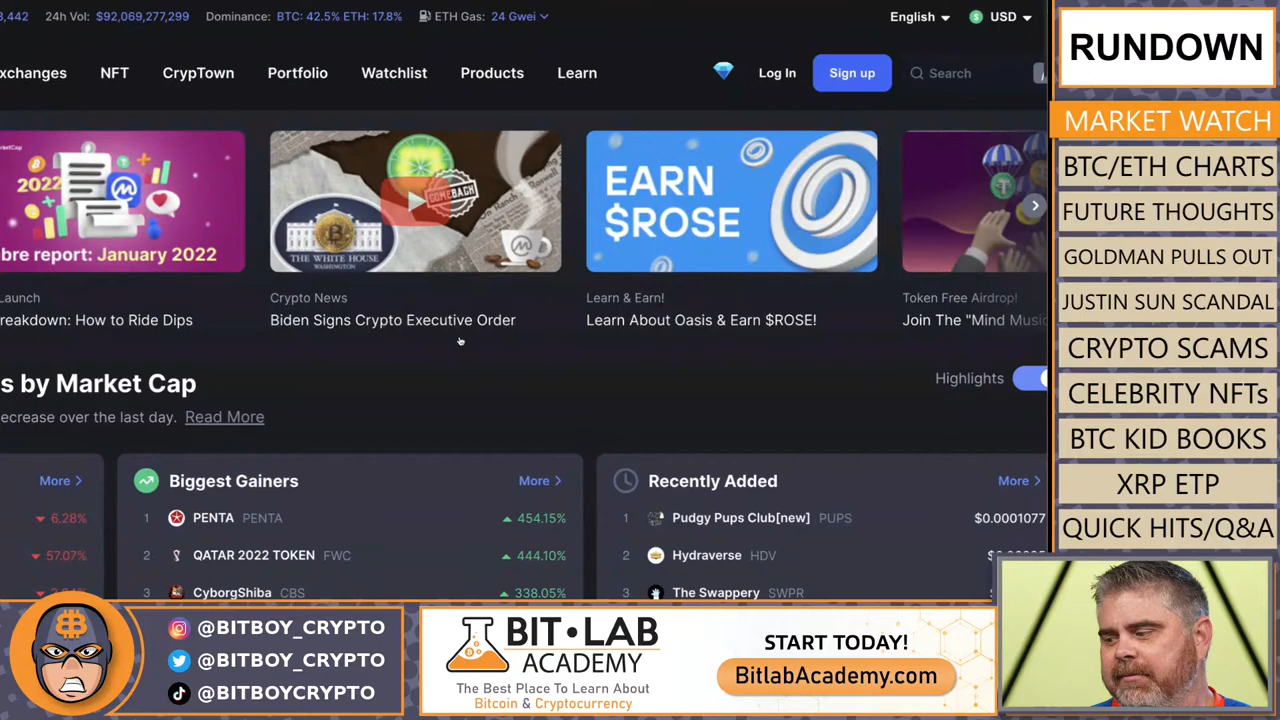 3,442 24h Vol: $92,069,277,299 Dominance: BTC: 42.5% ETH: 17.8% ETH Gas: 24 Gwei English USD
xchanges NFT CrypTown Portfolio Watchlist Products Learn Log In Sign up Search /
2022
bre report: January 2022
COMEBACK
THE WHITE HOUSE
WASHINGTON
EARN
$ROSE
Launch
reakdown: How to Ride Dips
Crypto News
Biden Signs Crypto Executive Order
Learn & Earn!
Learn About Oasis & Earn $ROSE!
Token Free Airdrop!
Join The "Mind Music
s by Market Cap
Highlights
ecrease over the last day. Read More
More
6.28%
57.07%
Biggest Gainers More
1 PENTA PENTA 454.15%
2 QATAR 2022 TOKEN FWC 444.10%
3 CyborgShiba CBS 338.05%
Recently Added More
1 Pudgy Pups Club[new] PUPS $0.0001077
2 Hydraverse HDV
3 The Swappery SWPR
RUNDOWN
MARKET WATCH
BTC/ETH CHARTS
FUTURE THOUGHTS
GOLDMAN PULLS OUT
JUSTIN SUN SCANDAL
CRYPTO SCAMS
CELEBRITY NFTs
BTC KID BOOKS
XRP ETP
QUICK HITS/Q&A
@BITBOY_CRYPTO
@BITBOY_CRYPTO
@BITBOYCRYPTO
BIT•LAB
ACADEMY
The Best Place To Learn About
Bitcoin & Cryptocurrency
START TODAY!
BitlabAcademy.com